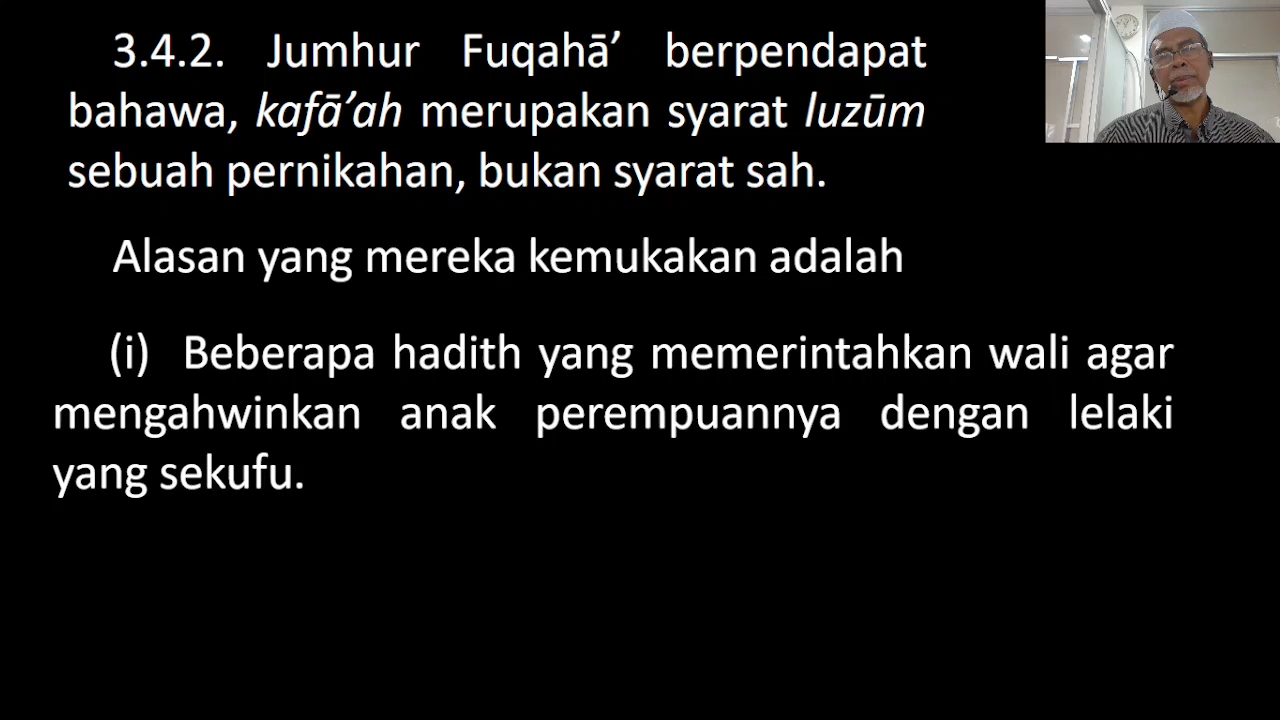 3.4.2. Jumhur Fuqahā’ berpendapat
bahawa, kafā’ah merupakan syarat luzūm
sebuah pernikahan, bukan syarat sah.
Alasan yang mereka kemukakan adalah
(i) Beberapa hadith yang memerintahkan wali agar
mengahwinkan anak perempuannya dengan lelaki
yang sekufu.